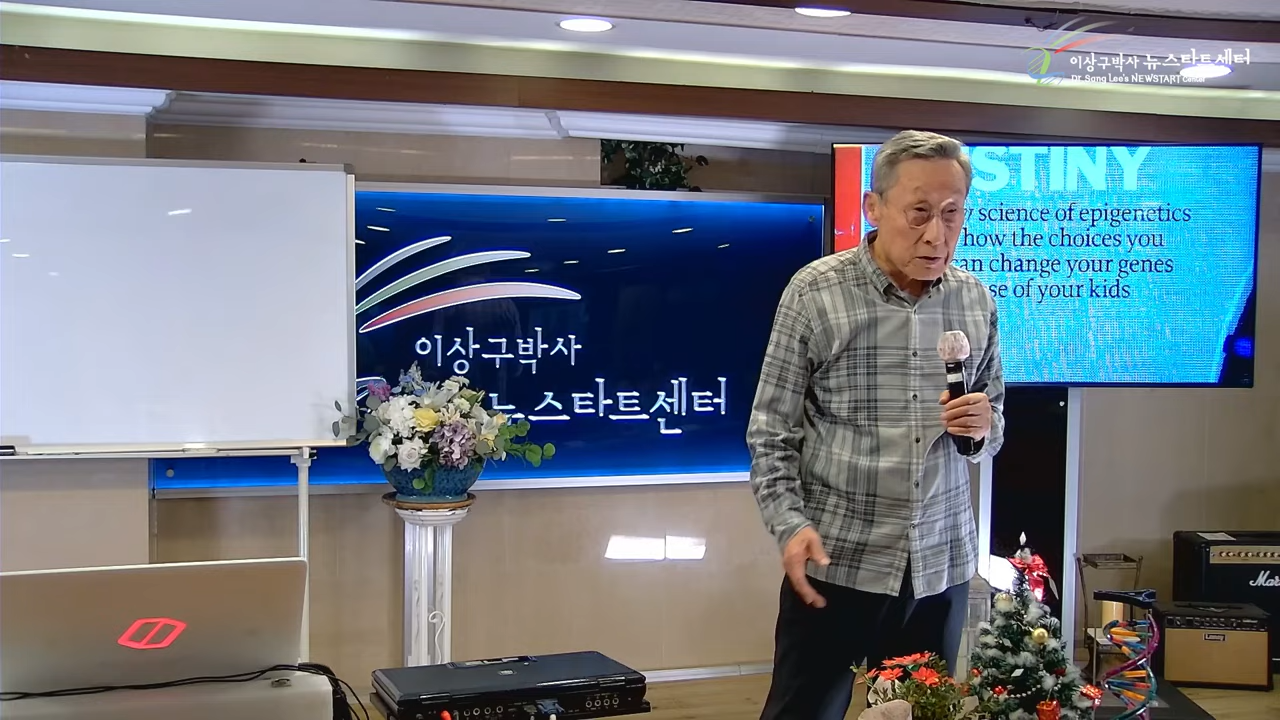 이상구박사 뉴스타트센터
Dr. Sang Lee's NEWSTART Center
STINY
science of epigenetics
how the choices you
can change your genes
se of your kids
이상구박사
뉴스타트센터
Laney